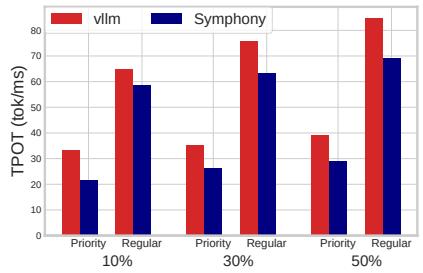 vllm Symphony
TPOT (tok/ms)
80
70
60
50
40
30
20
10
0
Priority Regular Priority Regular Priority Regular
10% 30% 50%